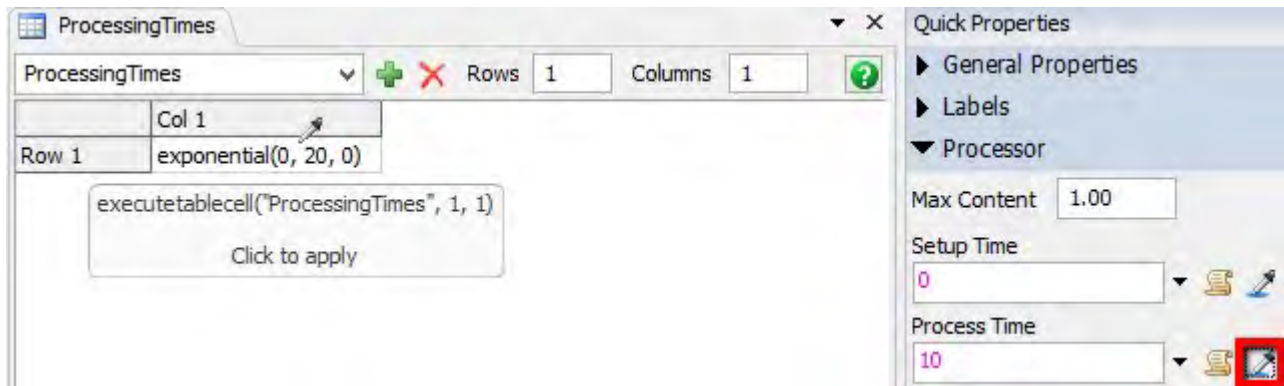 ProcessingTimes
ProcessingTimes Rows 1 Columns 1
Col 1
Row 1 exponential(0, 20, 0)
executetablecell("ProcessingTimes", 1, 1)
Click to apply
Quick Properties
General Properties
Labels
Processor
Max Content 1.00
Setup Time
0
Process Time
10